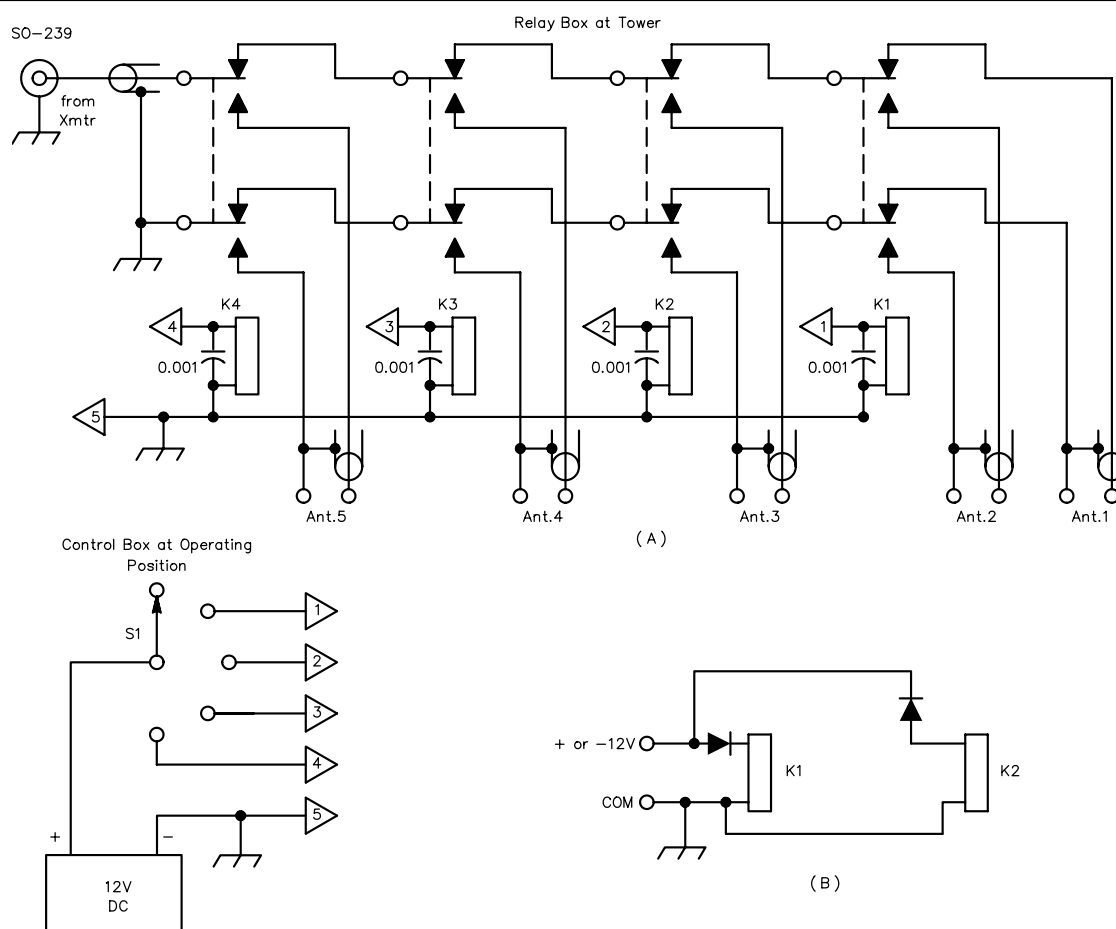 Relay Box at Tower
SO-239
from
Xmtr
K4
K3
K2
K1
4
3
2
1
0.001
0.001
0.001
0.001
5
Ant.5
Ant.4
Ant.3
Ant.2
Ant.1
(A)
Control Box at Operating
Position
S1
1
2
3
4
5
+
−
12V
DC
+ or −12V
K1
K2
COM
(B)